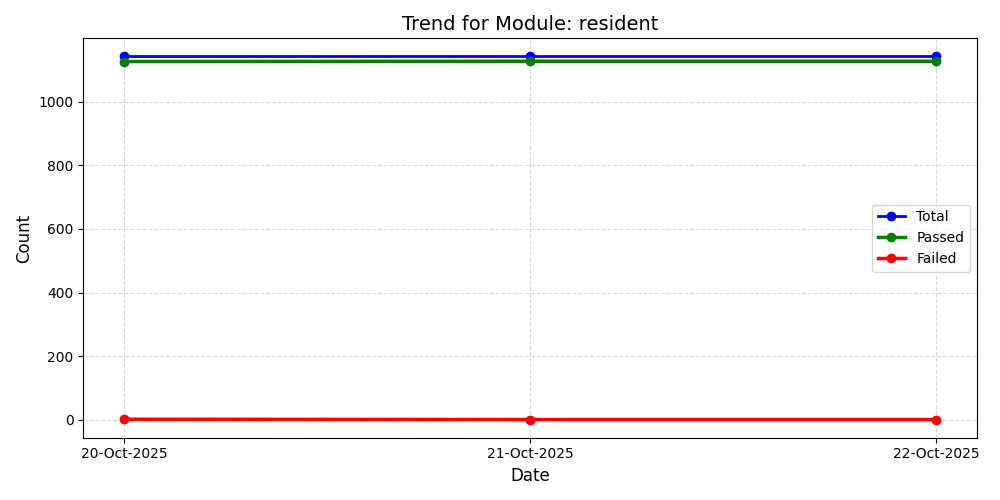 Trend for Module: resident
Count
1000
800
600
400
200
0
Total
Passed
Failed
20-Oct-2025
21-Oct-2025
22-Oct-2025
Date